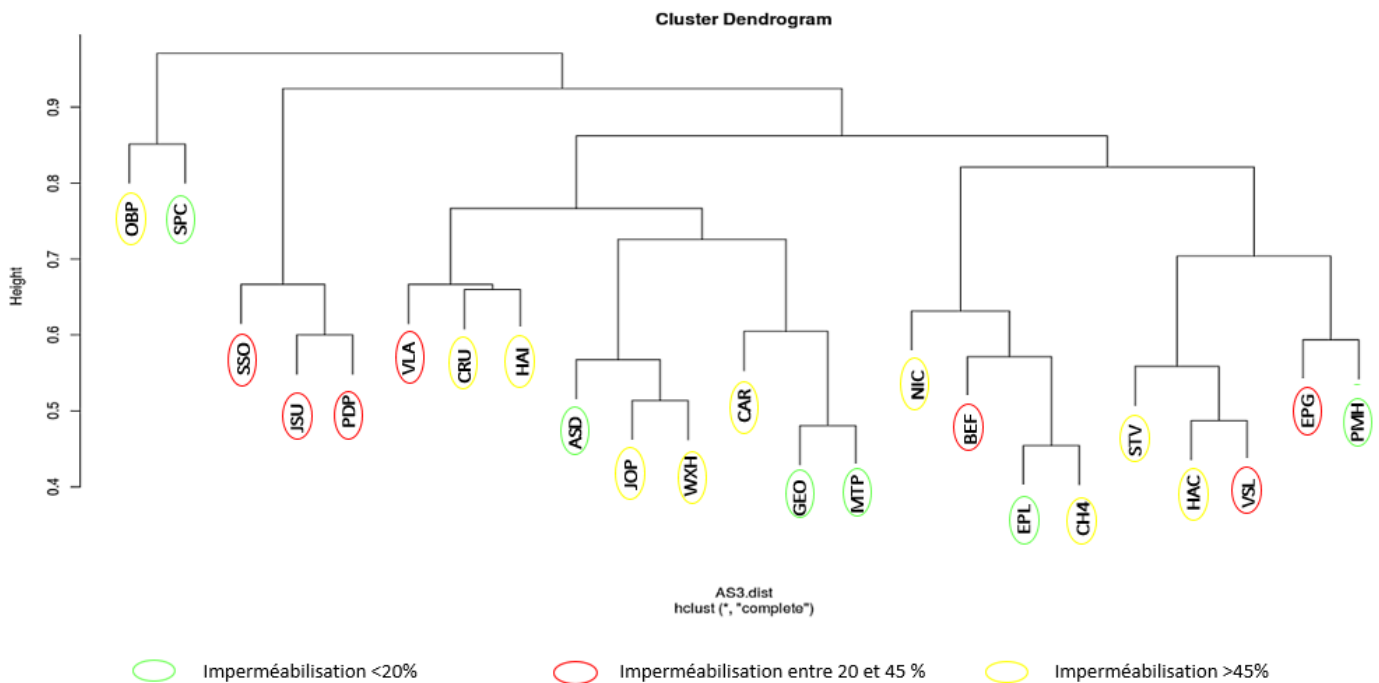 Cluster Dendrogram
Height
0.9
0.8
0.7
0.6
0.5
0.4
OBP
SPC
SSO
JSU
PDP
VLA
CRU
HAI
ASD
JOP
WXH
CAR
GEO
MTP
NIC
BEF
EPL
CH4
STV
HAC
VSL
EPG
PMH
AS3.dist
hclust (*, "complete")
Imperméabilisation <20%
Imperméabilisation entre 20 et 45 %
Imperméabilisation >45%